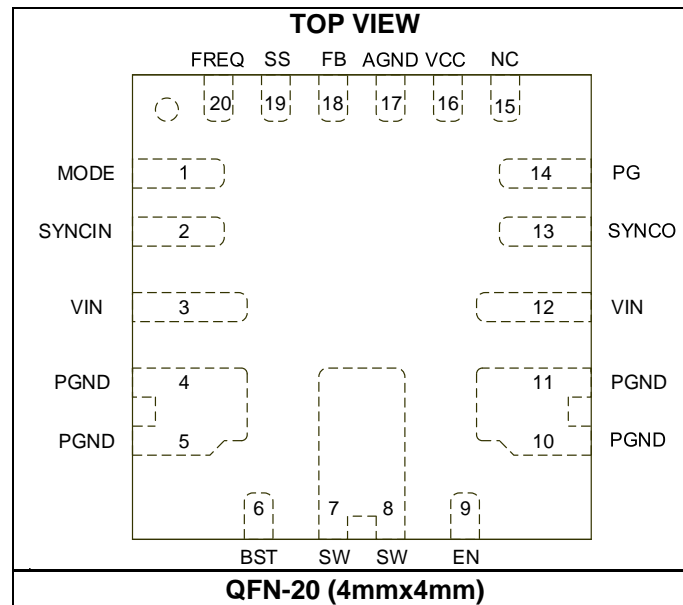 TOP VIEW
FREQ SS FB AGND VCC NC
20 19 18 17 16 15
MODE 1 14 PG
SYNCIN 2 13 SYNCO
VIN 3 12 VIN
PGND 4 11 PGND
PGND 5 10 PGND
6 7 8 9
BST SW SW EN
QFN-20 (4mmx4mm)